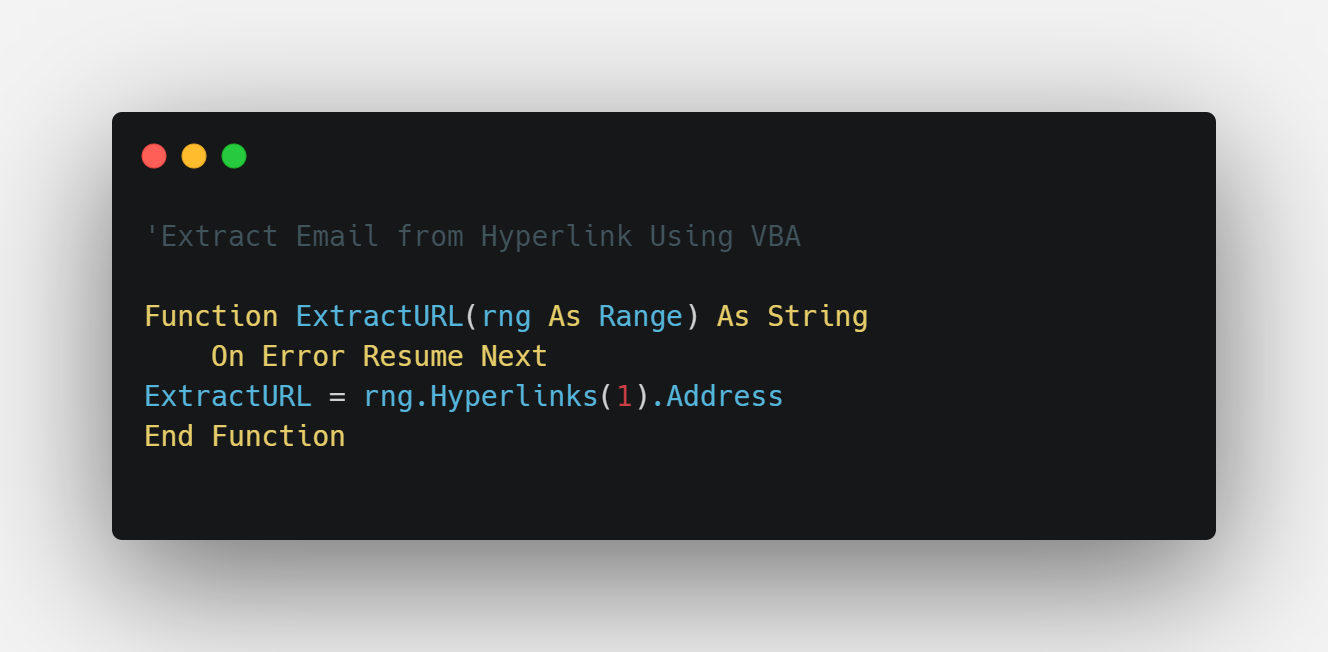 'Extract Email from Hyperlink Using VBA
Function ExtractURL(rng As Range) As String
    On Error Resume Next
ExtractURL = rng.Hyperlinks(1).Address
End Function